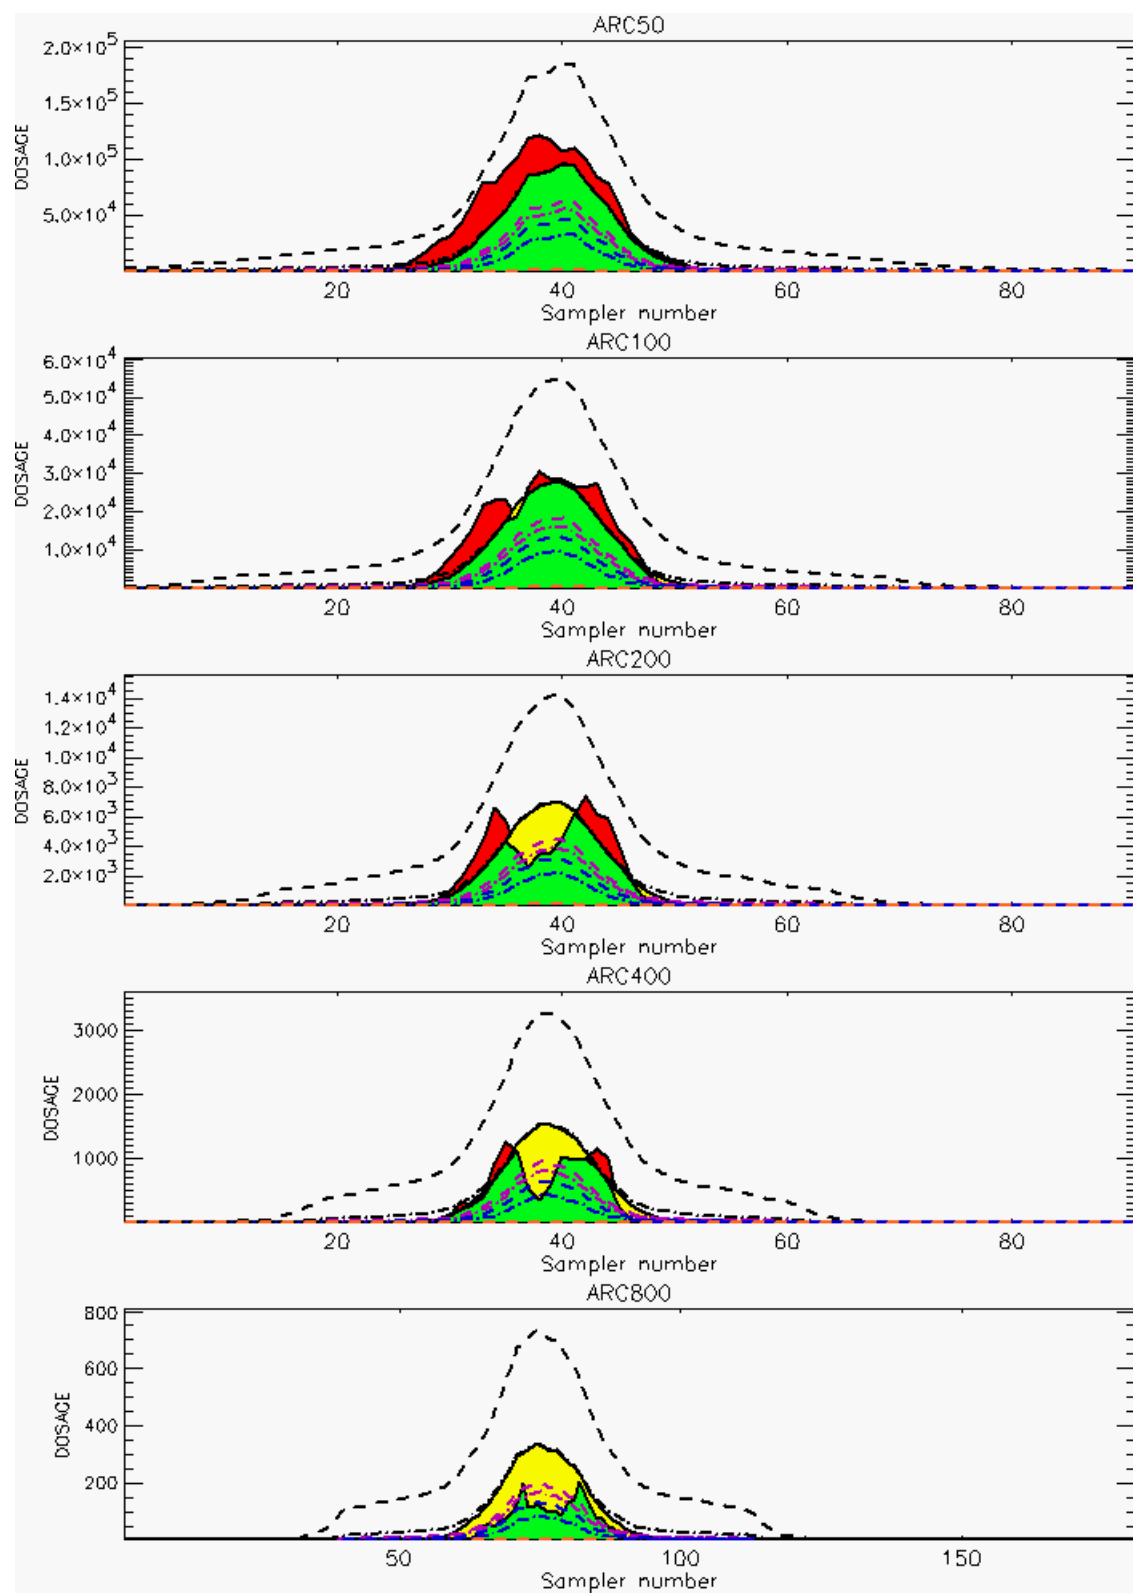 ARC50
2.0×10⁵
1.5×10⁵
1.0×10⁵
5.0×10⁴
DOSAGE
20 40 60 80
Sampler number
ARC100
6.0×10⁴
5.0×10⁴
4.0×10⁴
3.0×10⁴
2.0×10⁴
1.0×10⁴
DOSAGE
20 40 60 80
Sampler number
ARC200
1.4×10⁴
1.2×10⁴
1.0×10⁴
8.0×10³
6.0×10³
4.0×10³
2.0×10³
DOSAGE
20 40 60 80
Sampler number
ARC400
3000
2000
1000
DOSAGE
20 40 60 80
Sampler number
ARC800
800
600
400
200
DOSAGE
50 100 150
Sampler number